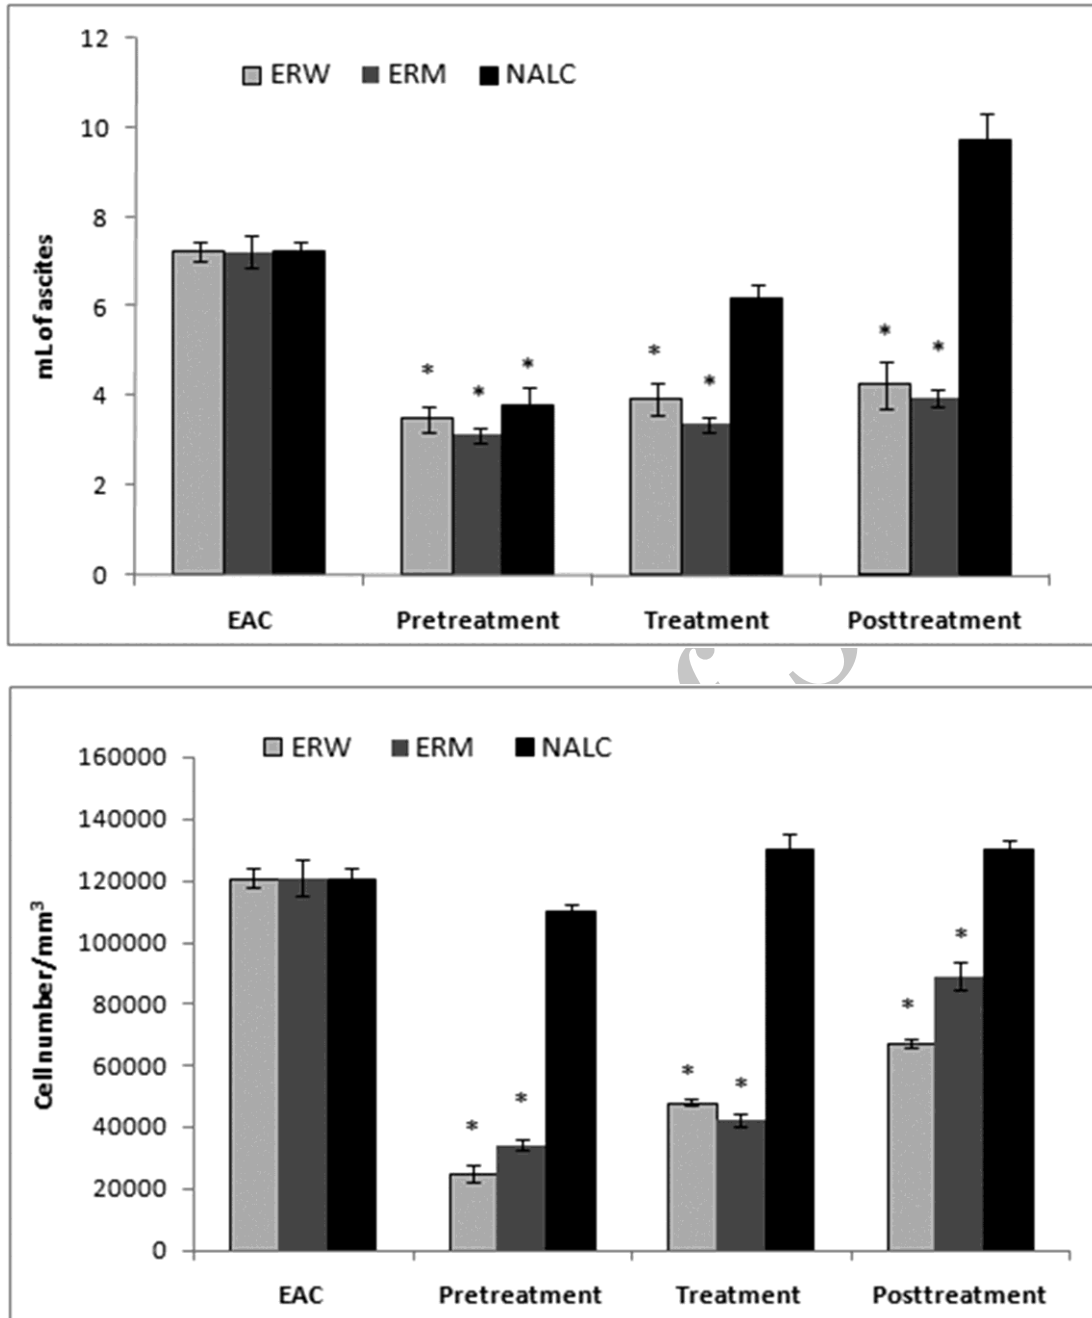 12
ERW ERM NALC
10
8
mL of ascites
6
* * * * * * *
4
2
0
EAC Pretreatment Treatment Posttreatment
160000
ERW ERM NALC
140000
120000
100000
Cell number/mm³
80000
60000
* * * * * *
40000
20000
0
EAC Pretreatment Treatment Posttreatment